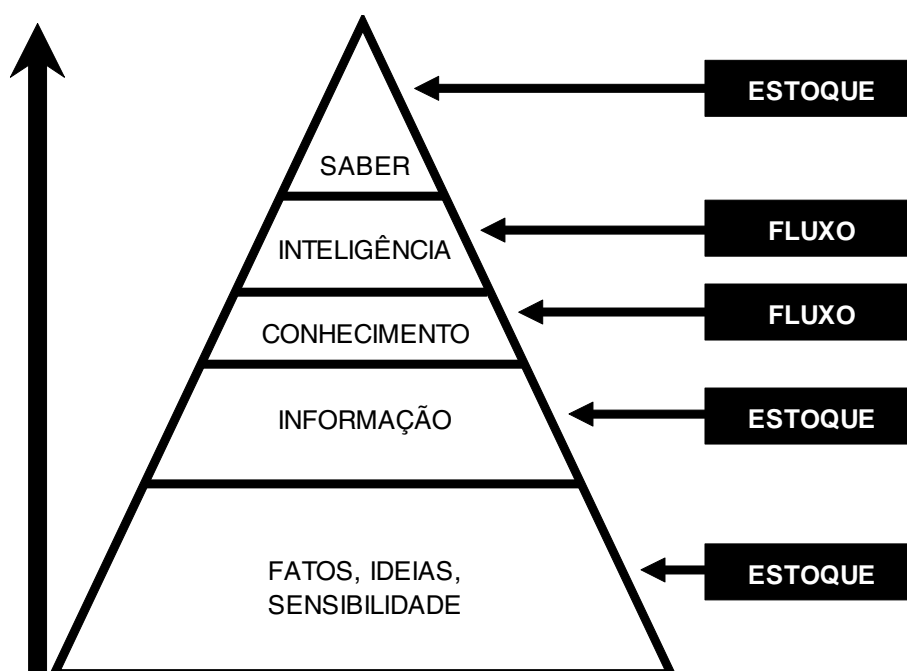 ESTOQUE
SABER
FLUXO
INTELIGÊNCIA
FLUXO
CONHECIMENTO
INFORMAÇÃO
ESTOQUE
FATOS, IDEIAS,
SENSIBILIDADE
ESTOQUE